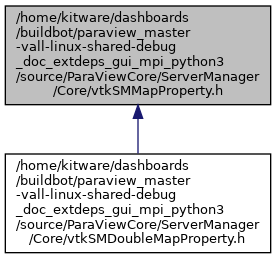 /home/kitware/dashboards
/buildbot/paraview_master
-vall-linux-shared-debug
_doc_extdeps_gui_mpi_python3
/source/ParaViewCore/ServerManager
/Core/vtkSMMapProperty.h
/home/kitware/dashboards
/buildbot/paraview_master
-vall-linux-shared-debug
_doc_extdeps_gui_mpi_python3
/source/ParaViewCore/ServerManager
/Core/vtkSMDoubleMapProperty.h